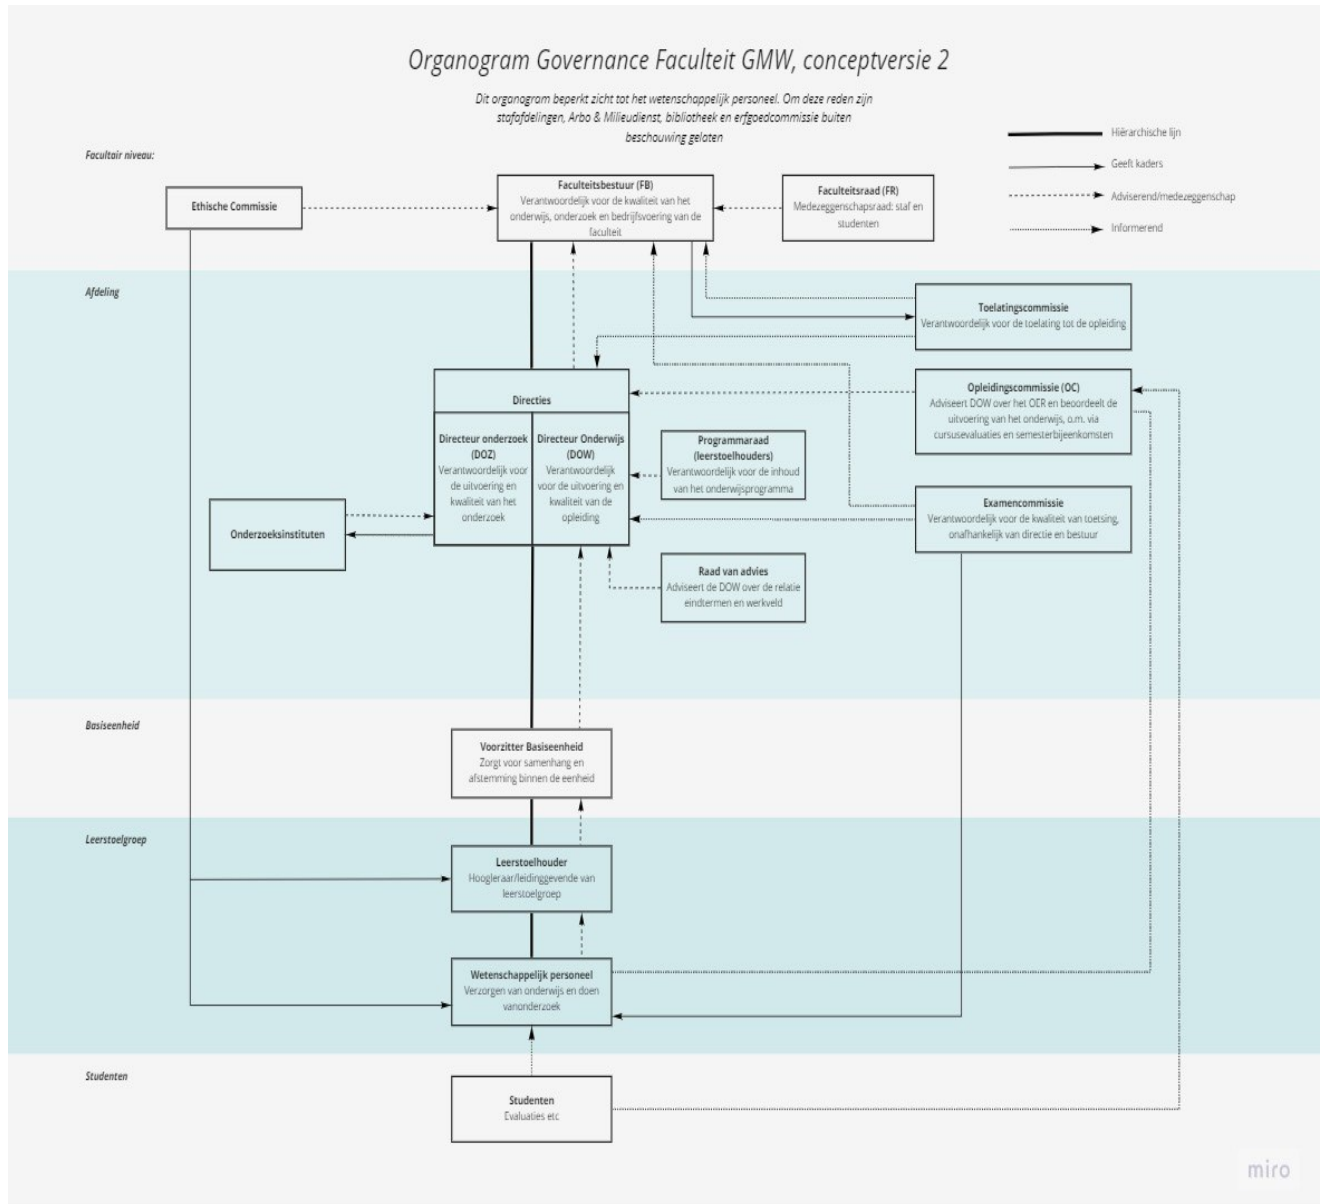 Organogram Governance Faculteit GMW, conceptversie 2
Dit organogram beperkt zicht tot het wetenschappelijk personeel. Om deze reden zijn
stafafdelingen, Arbo & Milieudienst, bibliotheek en erfgoedcommissie buiten
beschouwing gelaten
Hiërarchische lijn
Geeft kaders
Adviserend/medezeggenschap
Informerend
Facultair niveau:
Ethische Commissie
Faculteitsbestuur (FB)
Verantwoordelijk voor de kwaliteit van het
onderwijs, onderzoek en bedrijfsvoering van de
faculteit
Faculteitsraad (FR)
Medezeggenschapsraad: staf en
studenten
Afdeling
Toelatingscommissie
Verantwoordelijk voor de toelating tot de opleiding
Directies
Directeur onderzoek
(DOZ)
Verantwoordelijk voor
de uitvoering en
kwaliteit van het
onderzoek
Directeur Onderwijs
(DOW)
Verantwoordelijk
voor de uitvoering en
kwaliteit van de
opleiding
Opleidingscommissie (OC)
Adviseert DOW over het OER en beoordeelt de
uitvoering van het onderwijs, o.m. via
cursusevaluaties en semesterbijeenkomsten
Programmaraad
(leerstoelhouders)
Verantwoordelijk voor de inhoud
van het onderwijsprogramma
Examencommissie
Verantwoordelijk voor de kwaliteit van toetsing,
onafhankelijk van directie en bestuur
Onderzoeksinstituten
Raad van advies
Adviseert de DOW over de relatie
eindtermen en werkveld
Basiseenheid
Voorzitter Basiseenheid
Zorgt voor samenhang en
afstemming binnen de eenheid
Leerstoelgroep
Leerstoelhouder
Hoogleraar/leidinggevende van
leerstoelgroep
Wetenschappelijk personeel
Verzorgen van onderwijs en doen
vanonderzoek
Studenten
Studenten
Evaluaties etc
miro